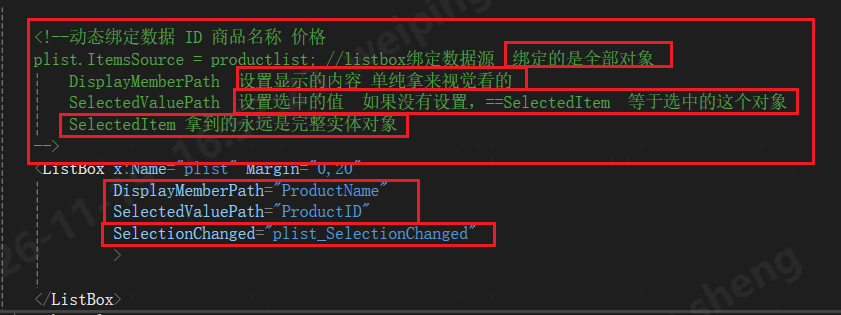 <!--动态绑定数据 ID 商品名称 价格
plist.ItemsSource = productlist; //listbox绑定数据源  绑定的是全部对象
DisplayMemberPath  设置显示的内容 单纯拿来视觉看的
SelectedValuePath  设置选中的值  如果没有设置，==SelectedItem  等于选中的这个对象
SelectedItem 拿到的永远是完整实体对象
-->
<ListBox x:Name="plist" Margin="0,20"
DisplayMemberPath="ProductName"
SelectedValuePath="ProductID"
SelectionChanged="plist_SelectionChanged"
>
</ListBox>
weiping
sheng